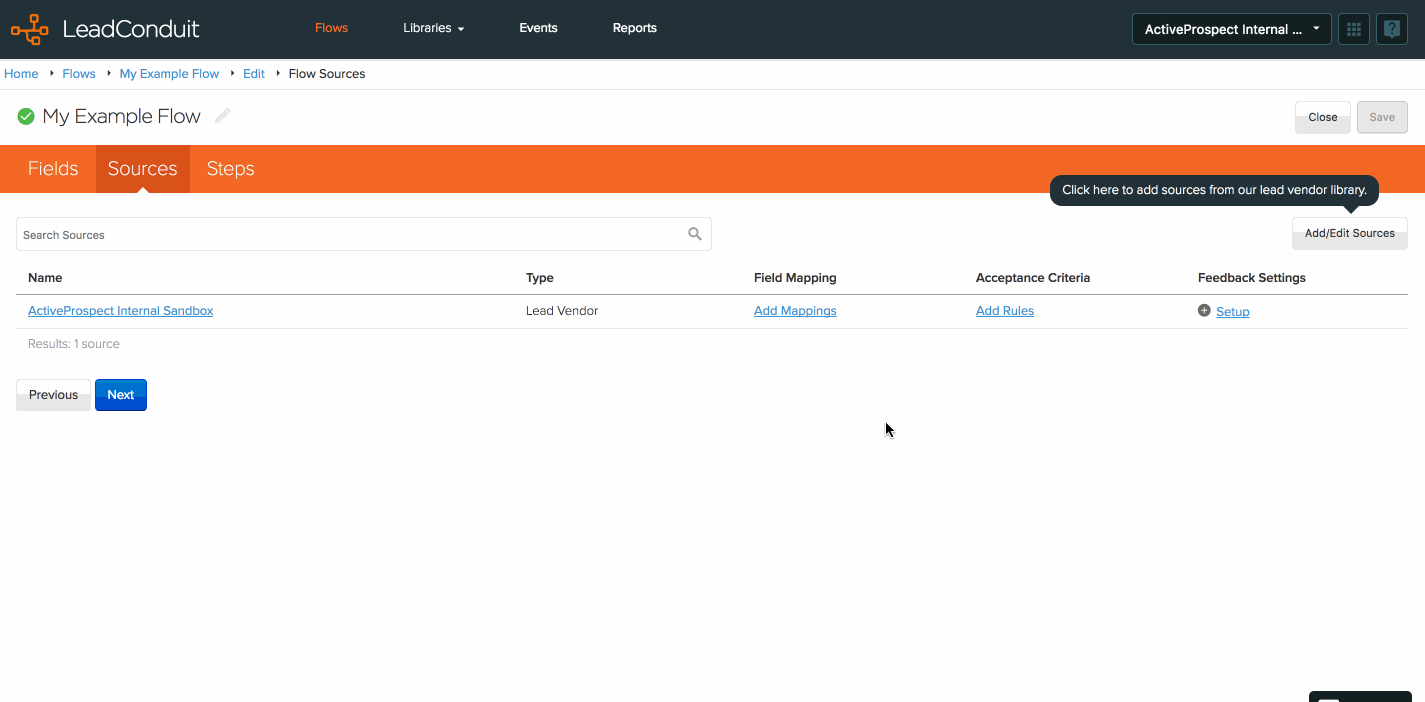 LeadConduit Flows Libraries Events Reports ActiveProspect Internal ... ?
Home Flows My Example Flow Edit Flow Sources
My Example Flow Close Save
Fields Sources Steps
Click here to add sources from our lead vendor library.
Search Sources Add/Edit Sources
Name Type Field Mapping Acceptance Criteria Feedback Settings
ActiveProspect Internal Sandbox Lead Vendor Add Mappings Add Rules Setup
Results: 1 source
Previous Next